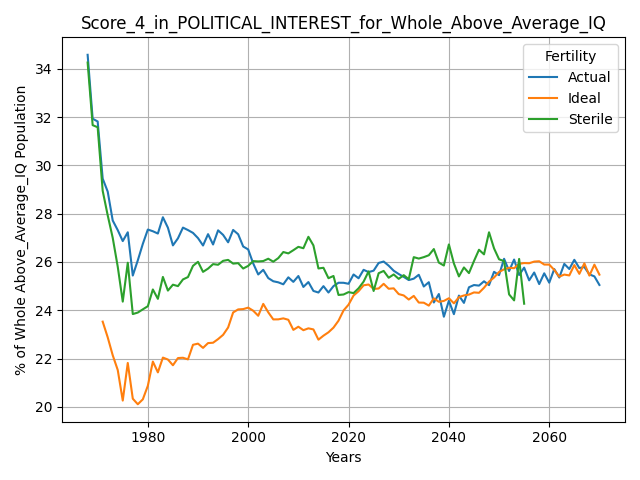 Score_4_in_POLITICAL_INTEREST_for_Whole_Above_Average_IQ
% of Whole Above_Average_IQ Population
34
32
30
28
26
24
22
20
Fertility
Actual
Ideal
Sterile
1980
2000
2020
2040
2060
Years